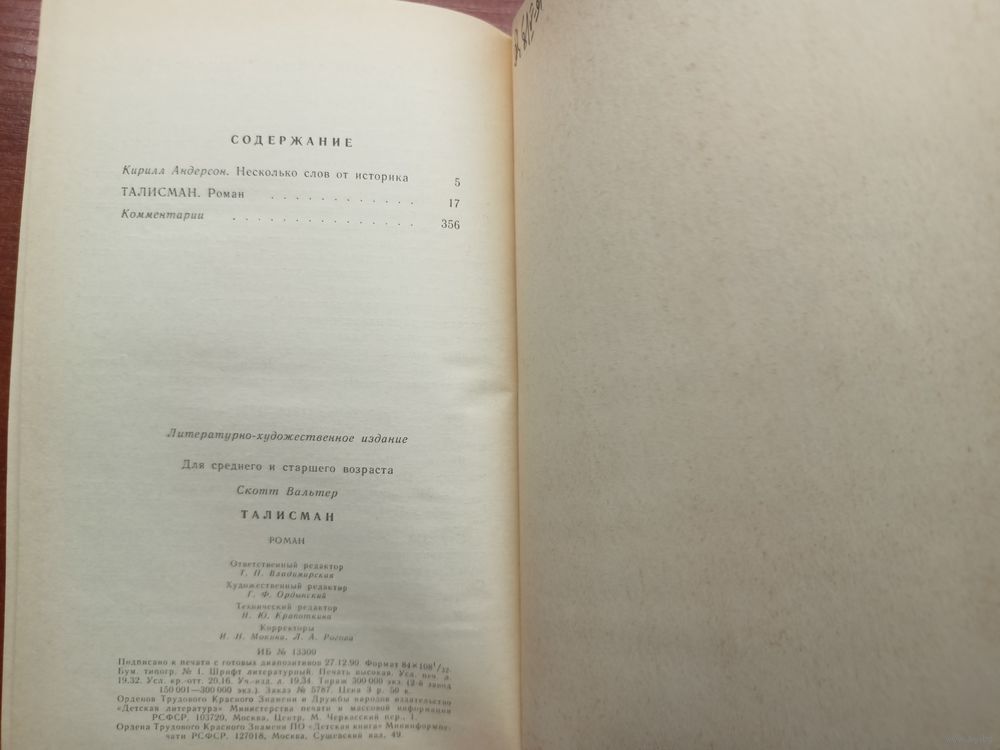 СОДЕРЖАНИЕ
Кирилл Андерсон. Несколько слов от историка 5
ТАЛИСМАН. Роман . . . . . . . . . . . . 17
Комментарии . . . . . . . . . . . . . 356
Литературно-художественное издание
Для среднего и старшего возраста
Скотт Вальтер
ТАЛИСМАН
РОМАН
Ответственный редактор
Т. П. Владимирская
Художественный редактор
Г. Ф. Ордынский
Технический редактор
Н. Ю. Крапоткина
Корректоры
Мокина, Л. А. Рогова
ИБ № 13300
Подписано к печати с готовых диапозитивов 27.12.90. Формат 84×108¹/32.
Бум. типогр. № 1. Шрифт литературный. Печать высокая. Усл. печ. л.
19,32. Усл. кр.-отт. 20,16. Уч.-изд. л. 19,34. Тираж 300 000 экз. (2-й завод
150 001—300 000 экз.). Заказ № 5787. Цена 3 р. 50 к.
Орденов Трудового Красного Знамени и Дружбы народов издательство
«Детская литература» Министерства печати и массовой информации
РСФСР. 103720, Москва, Центр, М. Черкасский пер., 1.
Ордена Трудового Красного Знамени ПО «Детская книга» Мининформпе-
чати РСФСР. 127018, Москва, Сущевский вал, 49.